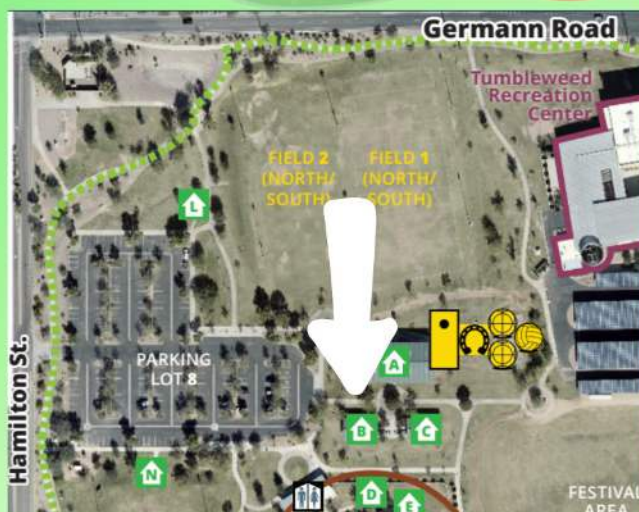 Germann Road
Tumbleweed
Recreation
Center
FIELD 2
(NORTH/
SOUTH)
FIELD 1
(NORTH/
SOUTH)
L
Hamilton St.
PARKING
LOT 8
A
B
C
N
D
E
FESTIVAL
AREA